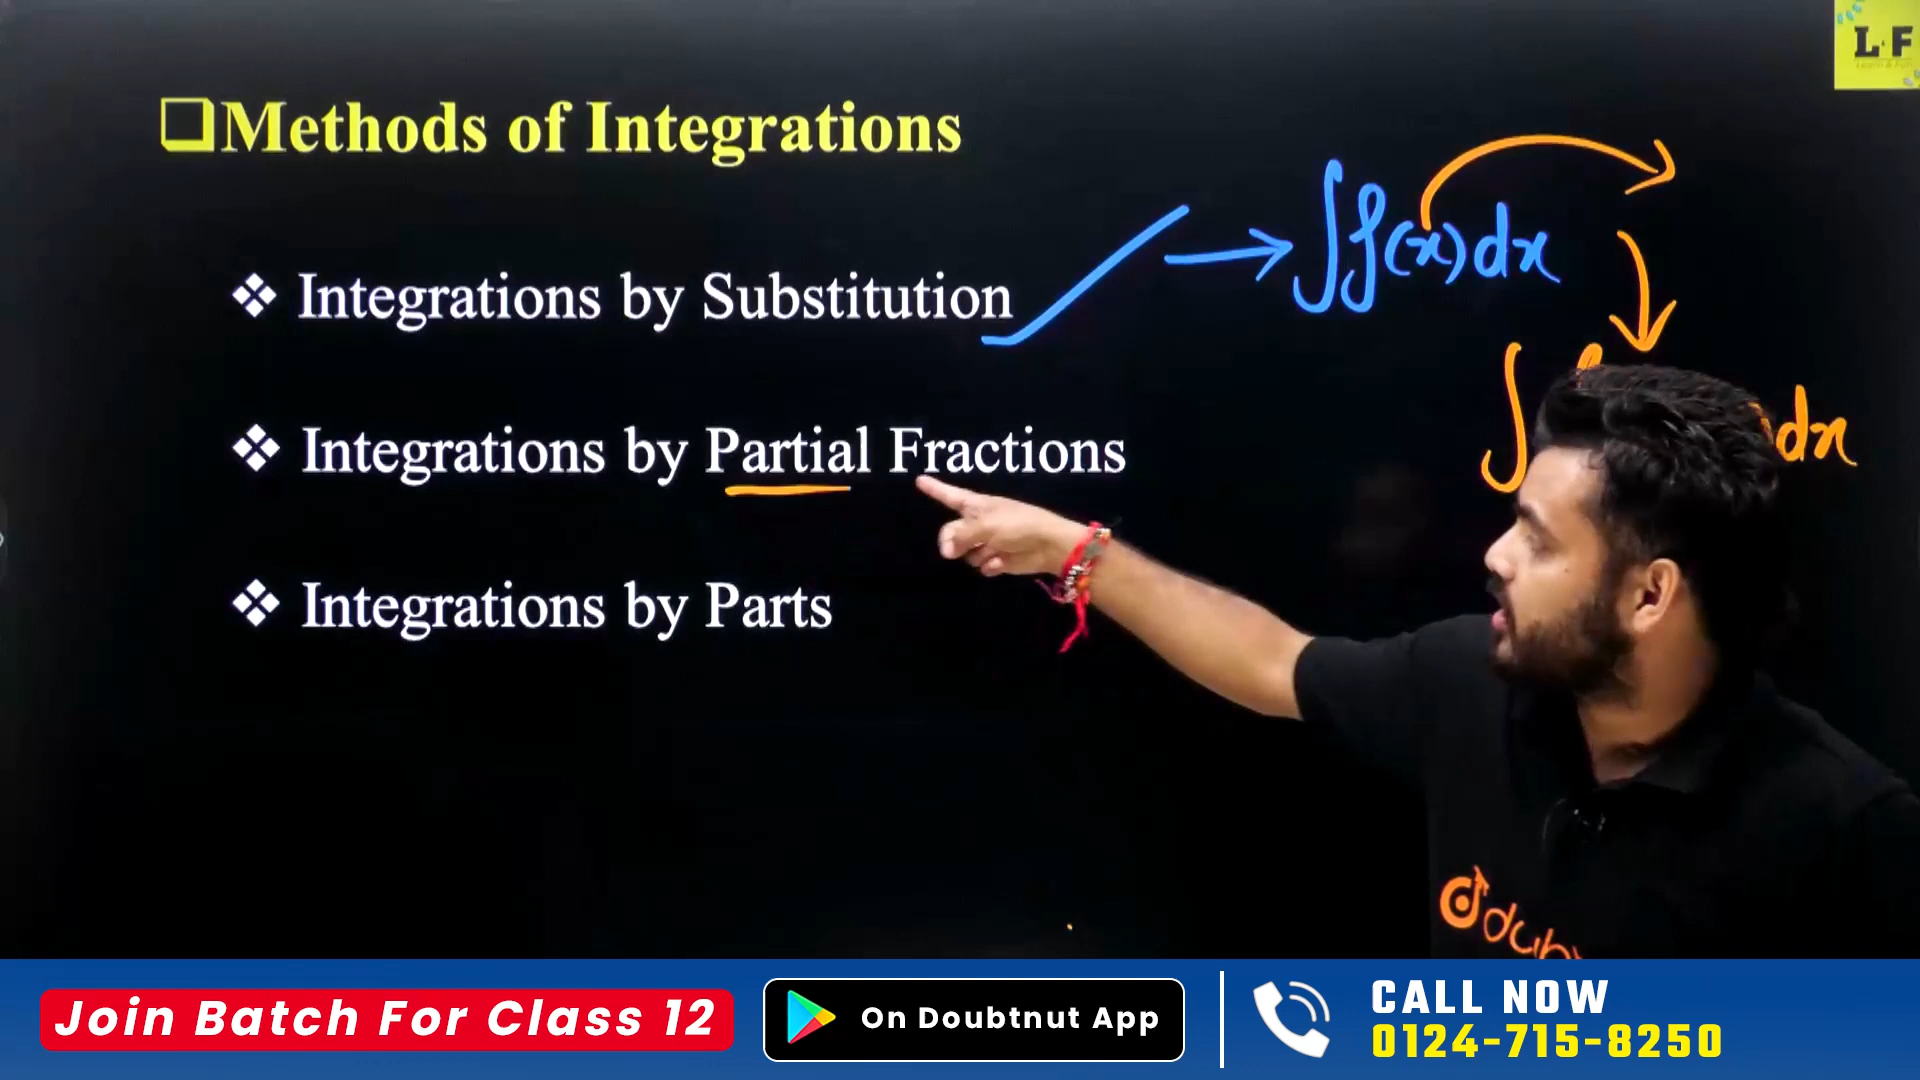 L·F
Methods of Integrations
Integrations by Substitution
∫f(x)dx
Integrations by Partial Fractions
∫ dx
Integrations by Parts
Join Batch For Class 12
On Doubtnut App
CALL NOW
0124-715-8250